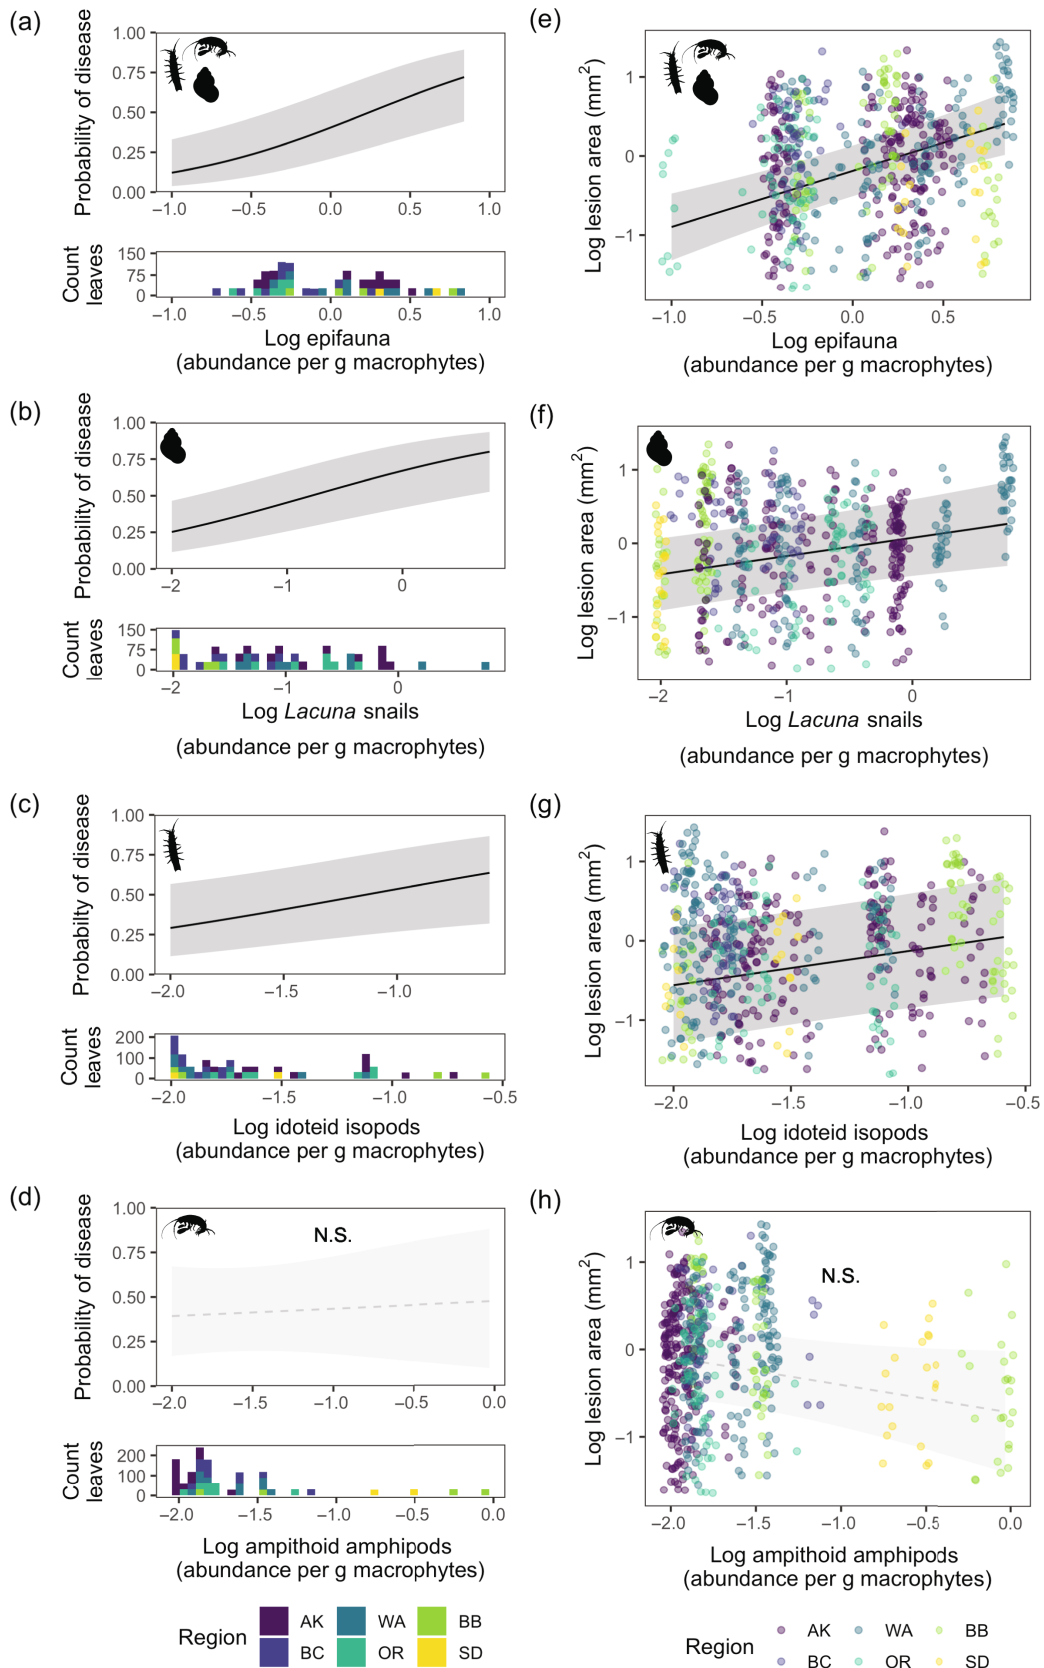 (a)
Probability of disease
1.00
0.75
0.50
0.25
0.00
−1.0 −0.5 0.0 0.5 1.0
Count
leaves
150
75
0
−1.0 −0.5 0.0 0.5 1.0
Log epifauna
(abundance per g macrophytes)
(e)
Log lesion area (mm2)
1
0
−1
−1.0 −0.5 0.0 0.5
Log epifauna
(abundance per g macrophytes)
(b)
Probability of disease
1.00
0.75
0.50
0.25
0.00
−2 −1 0
Count
leaves
150
75
0
−2 −1 0
Log Lacuna snails
(abundance per g macrophytes)
(f)
Log lesion area (mm2)
1
0
−1
−2 −1 0
Log Lacuna snails
(abundance per g macrophytes)
(c)
Probabilty of disease
1.00
0.75
0.50
0.25
0.00
−2.0 −1.5 −1.0
Count
leaves
200
100
0
−2.0 −1.5 −1.0 −0.5
Log idoteid isopods
(abundance per g macrophytes)
(g)
Log lesion area (mm2)
1
0
−1
−2.0 −1.5 −1.0 −0.5
Log idoteid isopods
(abundance per g macrophytes)
(d)
Probability of disease
1.00
0.75
0.50
0.25
0.00
N.S.
−2.0 −1.5 −1.0 −0.5 0.0
Count
leaves
200
100
0
−2.0 −1.5 −1.0 −0.5 0.0
Log ampithoid amphipods
(abundance per g macrophytes)
(h)
Log lesion area (mm2)
1
0
−1
N.S.
−2.0 −1.5 −1.0 −0.5 0.0
Log ampithoid amphipods
(abundance per g macrophytes)
Region
AK WA BB
BC OR SD
Region
AK WA BB
BC OR SD